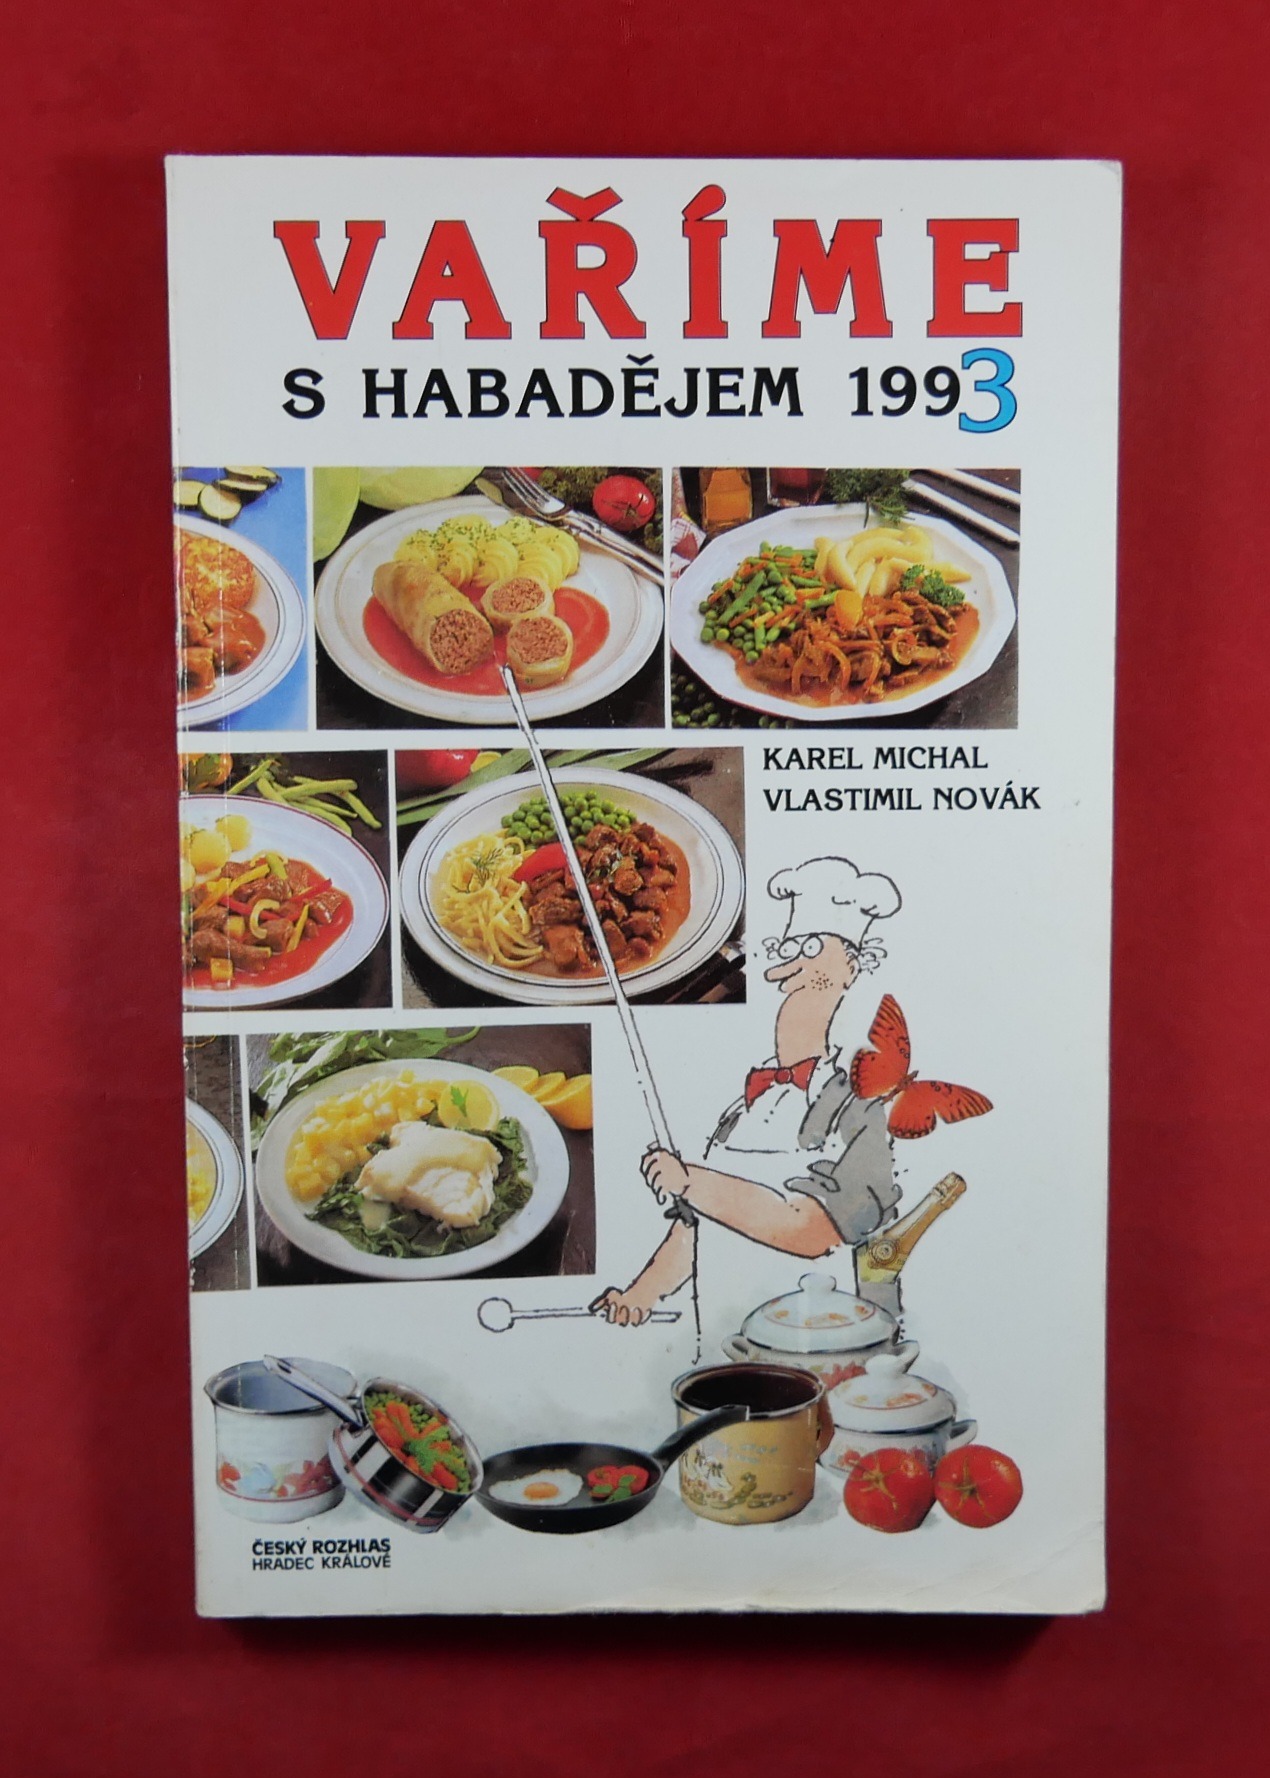 VAŘÍME
S HABADĚJEM 1993
KAREL MICHAL
VLASTIMIL NOVÁK
ČESKÝ ROZHLAS
HRADEC KRÁLOVÉ